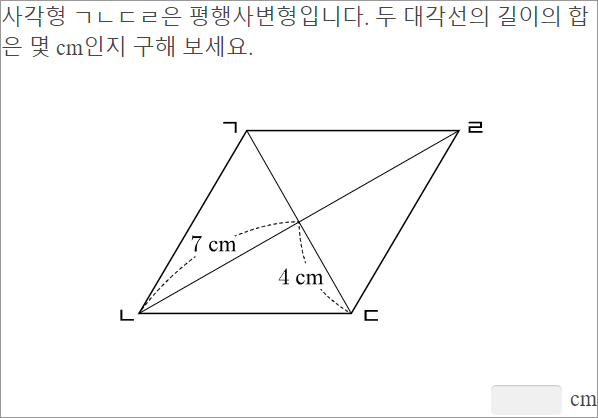 사각형 ㄱㄴㄷㄹ은 평행사변형입니다. 두 대각선의 길이의 합
은 몇 cm인지 구해 보세요.
ㄱ
ㄹ
7 cm
4 cm
ㄴ
ㄷ
cm